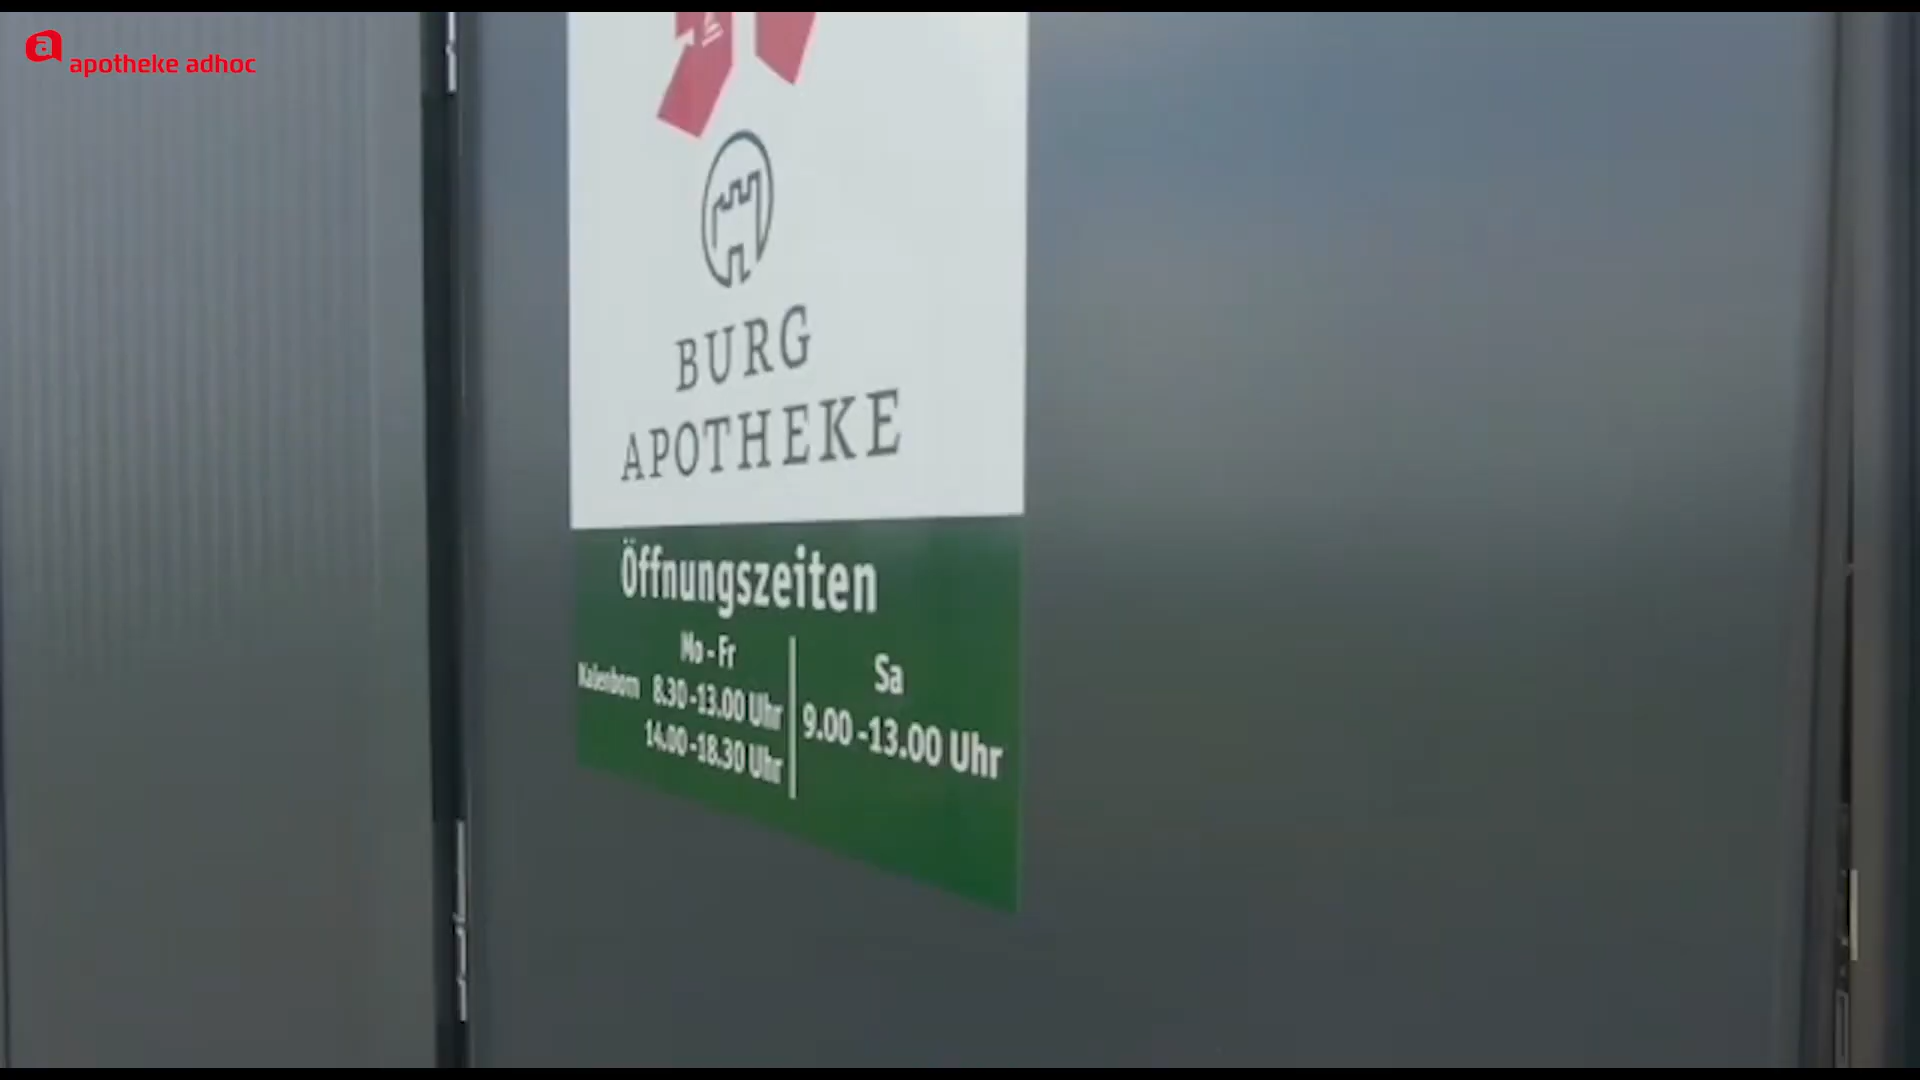 apotheke adhoc
BURG
APOTHEKE
Öffnungszeiten
Mo - Fr
Kalenborn 8.30 - 13.00 Uhr
14.00 - 18.30 Uhr
Sa
9.00 - 13.00 Uhr